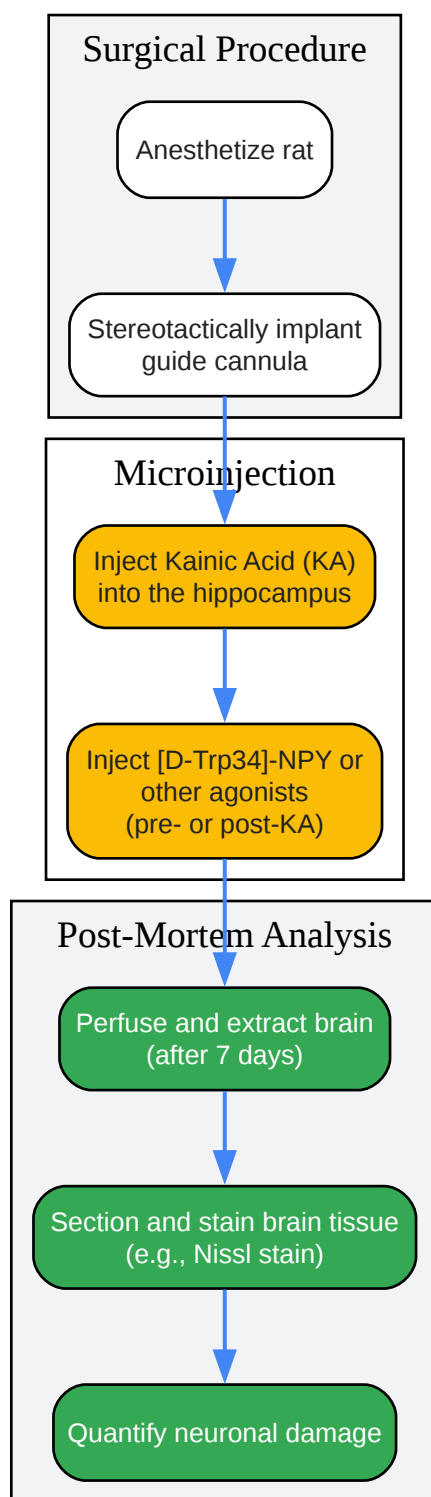 Surgical Procedure
Anesthetize rat
Stereotactically implant
guide cannula
Microinjection
Inject Kainic Acid (KA)
into the hippocampus
Inject [D-Trp34]-NPY or
other agonists
(pre- or post-KA)
Post-Mortem Analysis
Perfuse and extract brain
(after 7 days)
Section and stain brain tissue
(e.g., Nissl stain)
Quantify neuronal damage